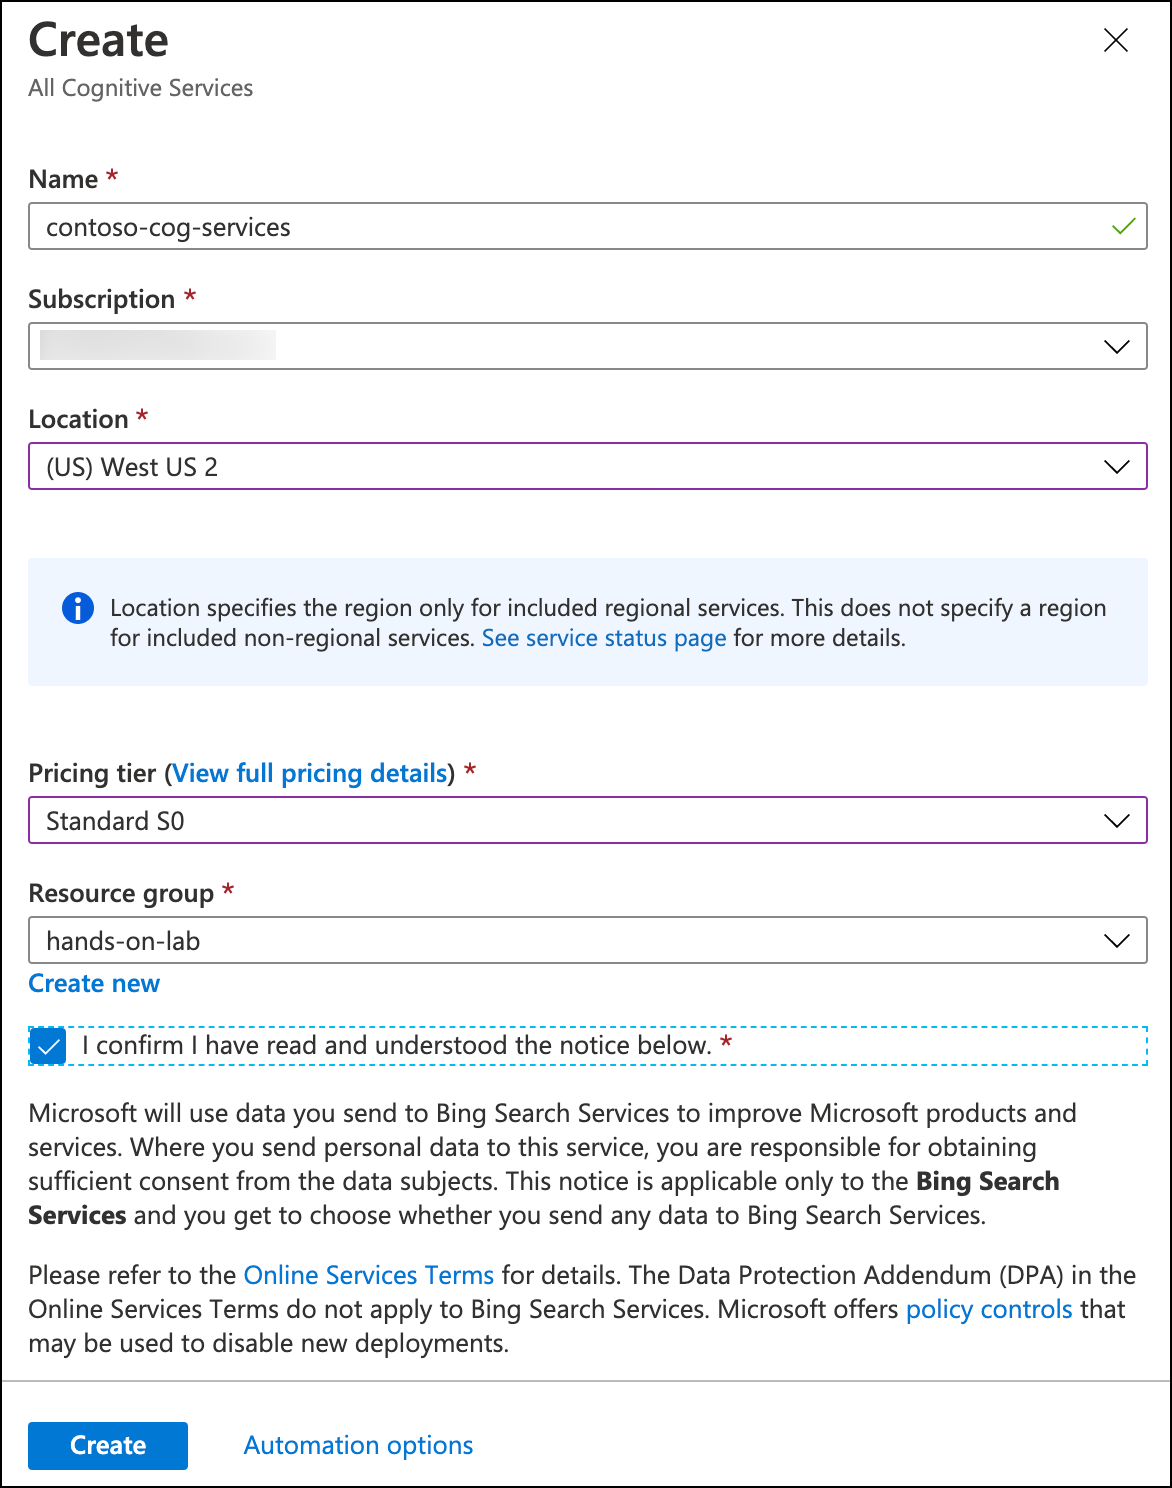 Create
All Cognitive Services
Name *
contoso-cog-services
Subscription *
Location *
(US) West US 2
Location specifies the region only for included regional services. This does not specify a region
for included non-regional services. See service status page for more details.
Pricing tier (View full pricing details) *
Standard S0
Resource group *
hands-on-lab
Create new
I confirm I have read and understood the notice below. *
Microsoft will use data you send to Bing Search Services to improve Microsoft products and
services. Where you send personal data to this service, you are responsible for obtaining
sufficient consent from the data subjects. This notice is applicable only to the Bing Search
Services and you get to choose whether you send any data to Bing Search Services.
Please refer to the Online Services Terms for details. The Data Protection Addendum (DPA) in the
Online Services Terms do not apply to Bing Search Services. Microsoft offers policy controls that
may be used to disable new deployments.
Create
Automation options